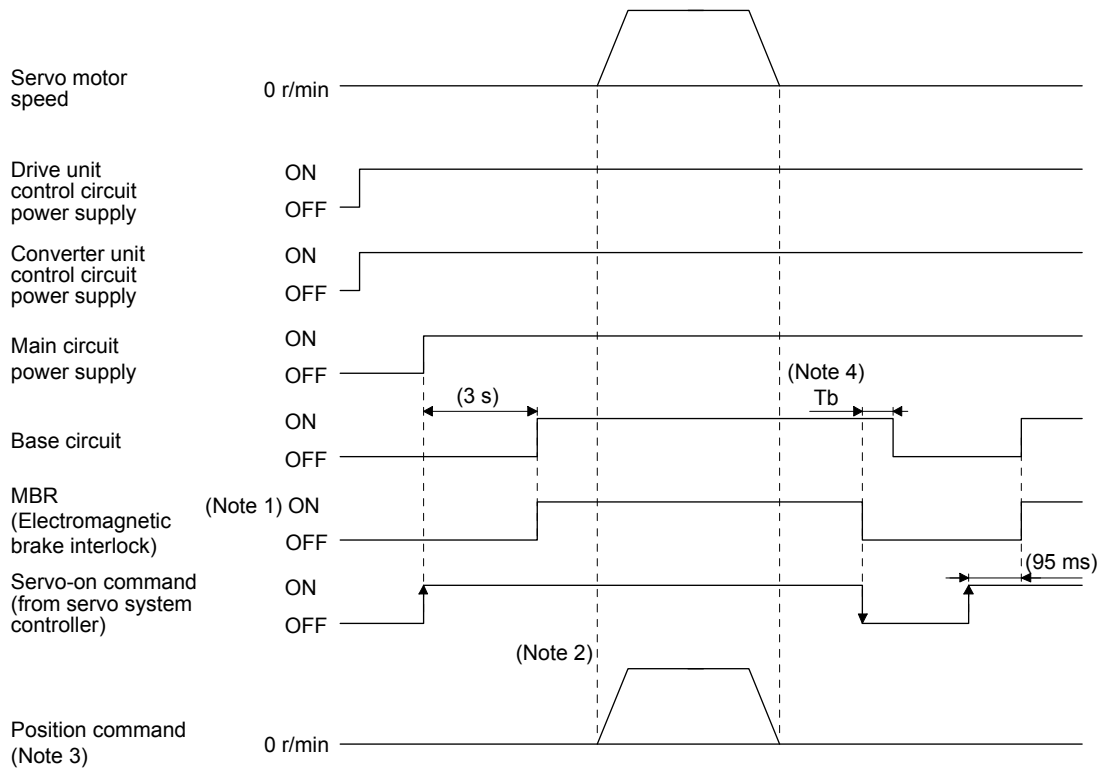 Servo motor
speed
0 r/min
Drive unit
control circuit
power supply
ON
OFF
Converter unit
control circuit
power supply
ON
OFF
Main circuit
power supply
ON
OFF
(3 s)
(Note 4)
Tb
Base circuit
ON
OFF
MBR
(Electromagnetic
brake interlock)
(Note 1) ON
OFF
(95 ms)
Servo-on command
(from servo system
controller)
ON
OFF
(Note 2)
Position command
(Note 3)
0 r/min